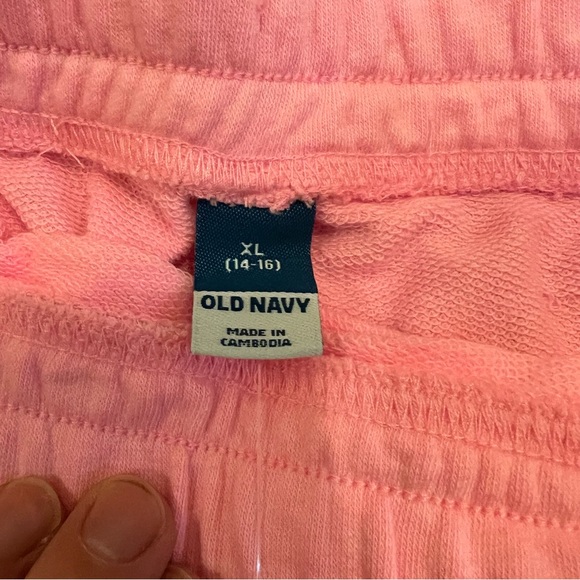 XL
(14-16)
OLD NAVY
MADE IN
CAMBODIA